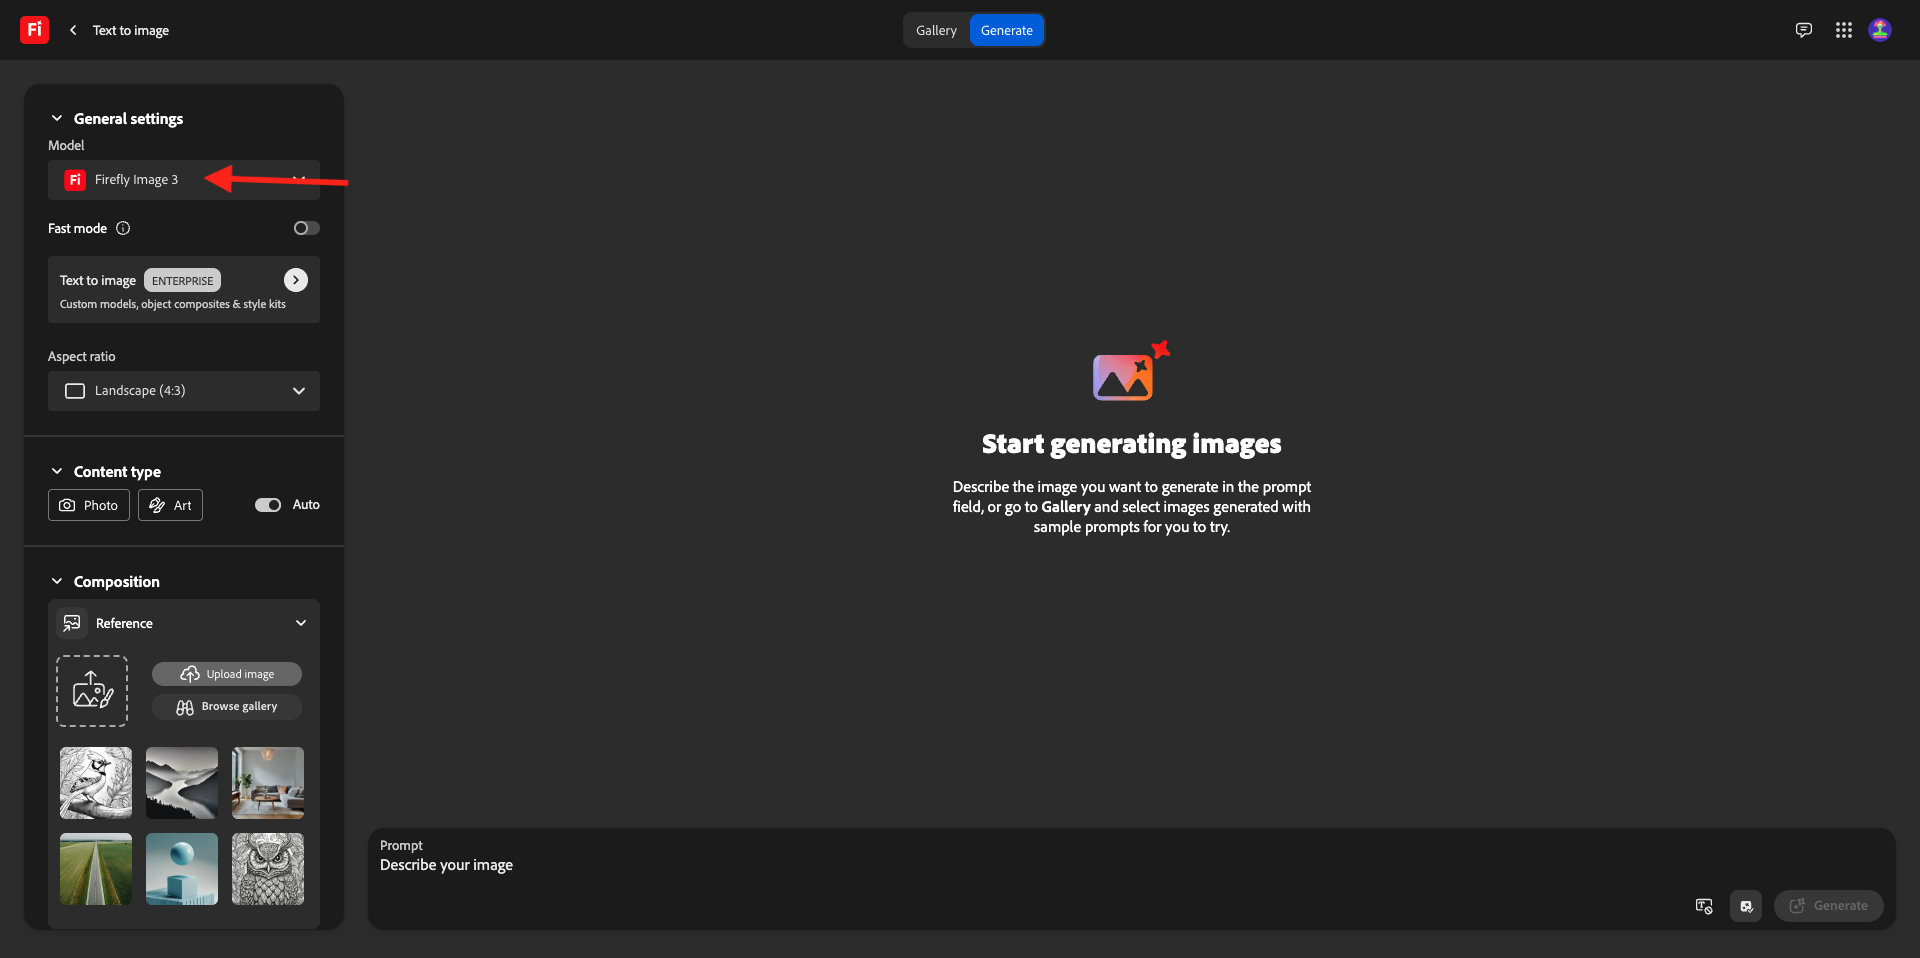 Fi
Text to image
Gallery
Generate
General settings
Model
Fi
Firefly Image 3
Fast mode
Text to image
ENTERPRISE
Custom models, object composites & style kits
Aspect ratio
Landscape (4:3)
Content type
Photo
Art
Auto
Composition
Reference
Upload image
Browse gallery
Start generating images
Describe the image you want to generate in the prompt
field, or go to Gallery and select images generated with
sample prompts for you to try.
Prompt
Describe your image
Generate